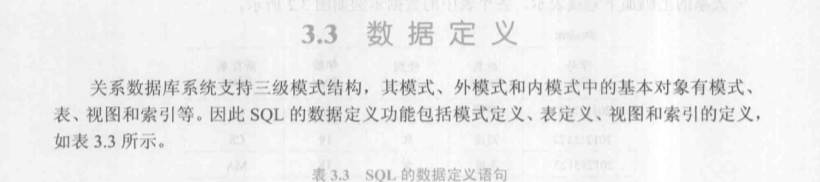 3.3 数据定义
关系数据库系统支持三级模式结构，其模式、外模式和内模式中的基本对象有模式、
表、视图和索引等。因此 SQL 的数据定义功能包括模式定义、表定义、视图和索引的定义，
如表 3.3 所示。
表 3.3 SQL 的数据定义语句